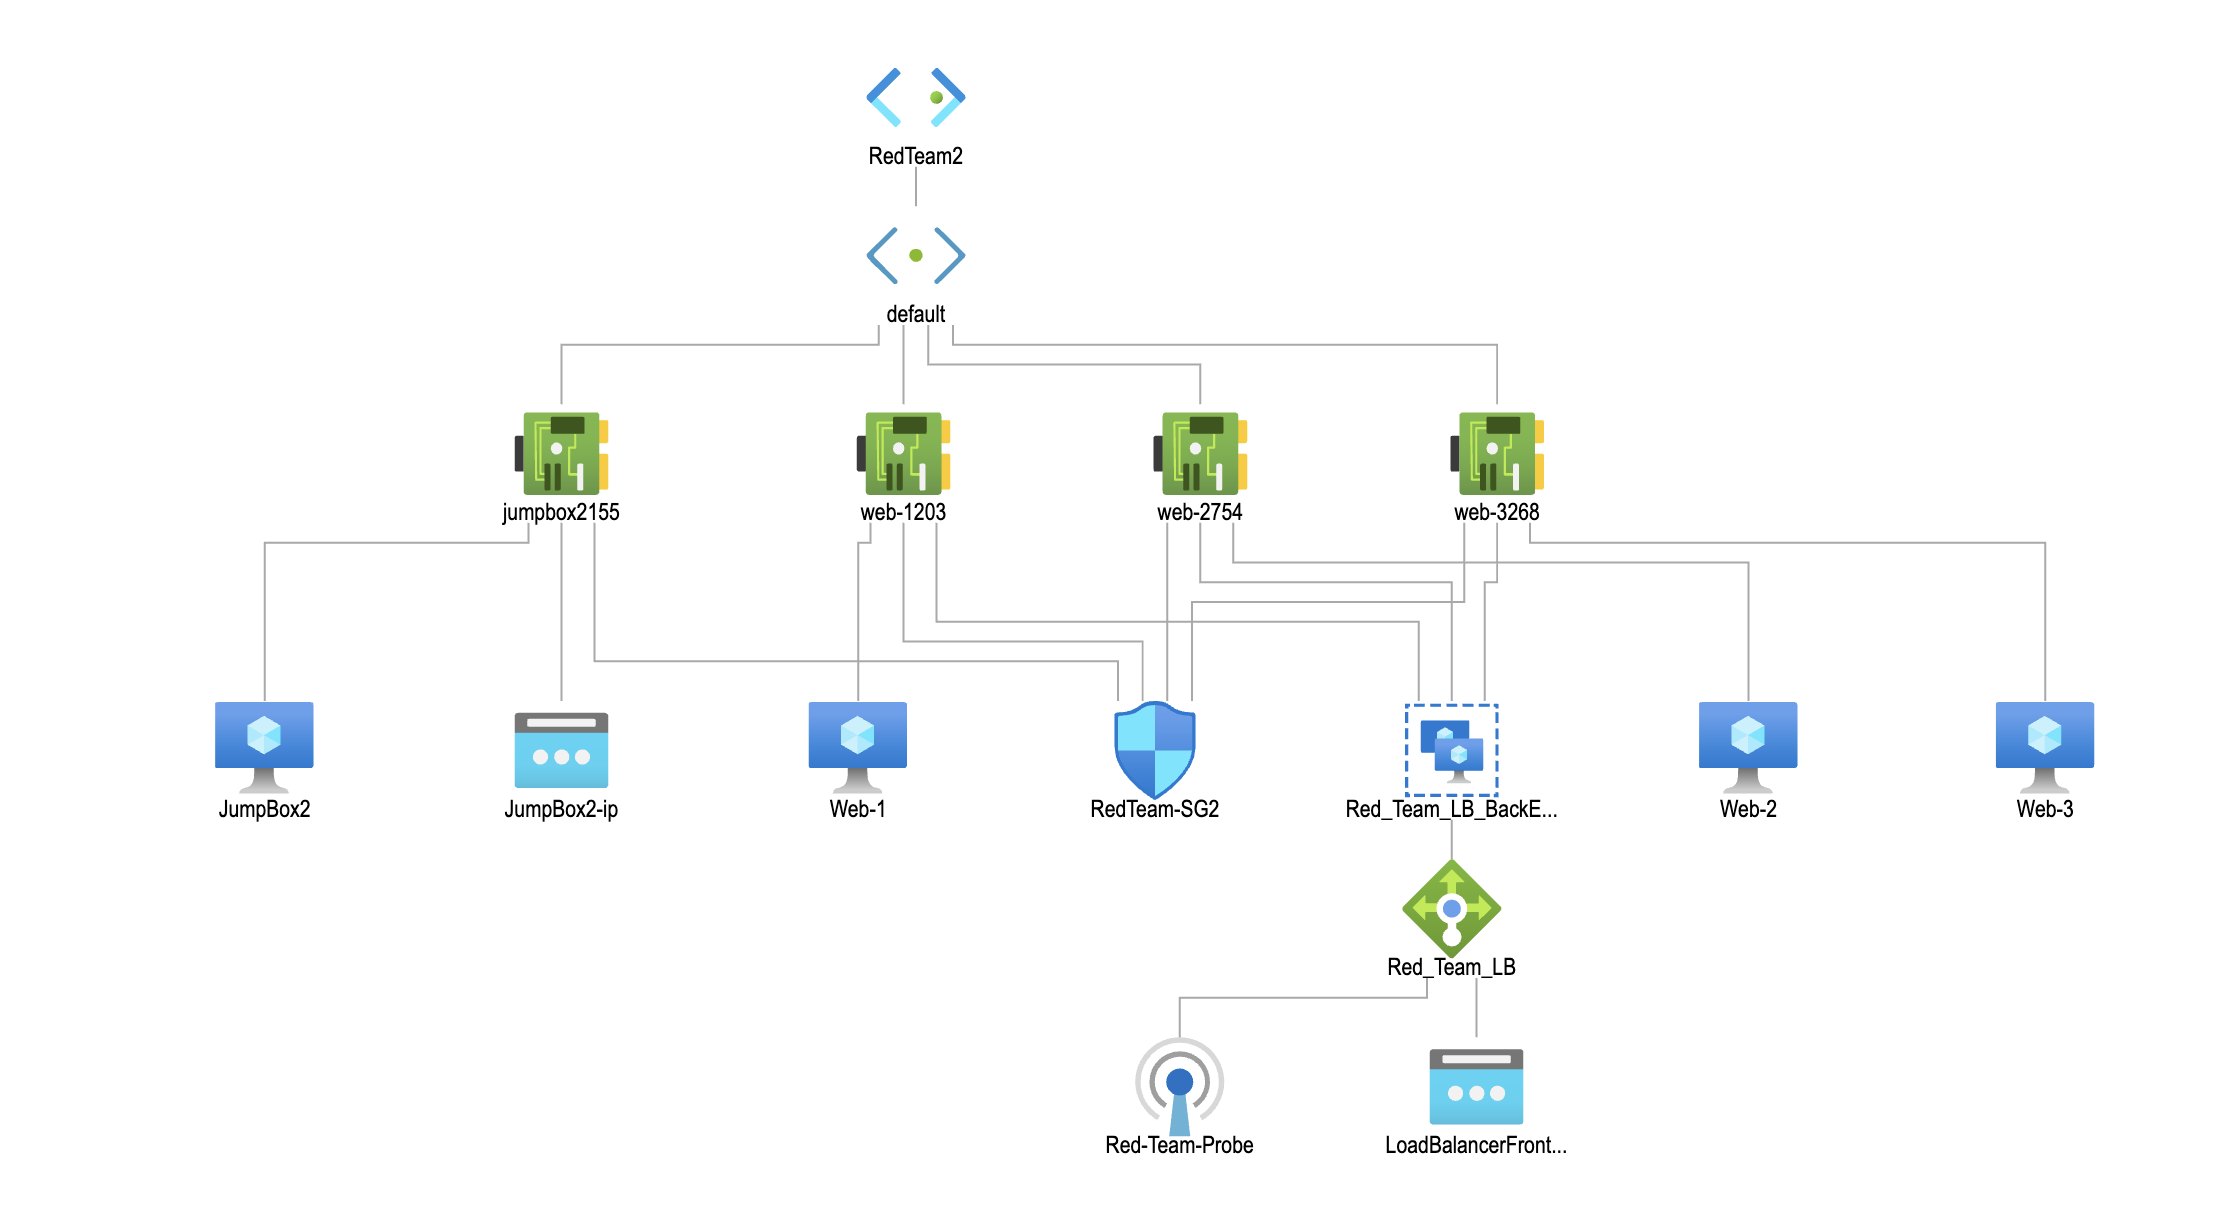 RedTeam2
default
jumpbox2155
web-1203
web-2754
web-3268
JumpBox2
JumpBox2-ip
Web-1
RedTeam-SG2
Red_Team_LB_BackE...
Web-2
Web-3
Red_Team_LB
Red-Team-Probe
LoadBalancerFront...